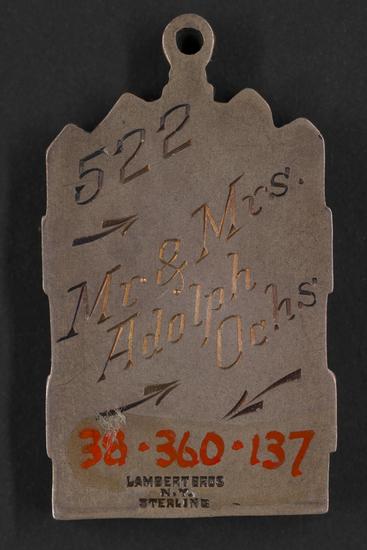 522
Mr & Mrs.
Adolph
Ochs
38·360·137
LAMBERT BROS
N.Y.
STERLING